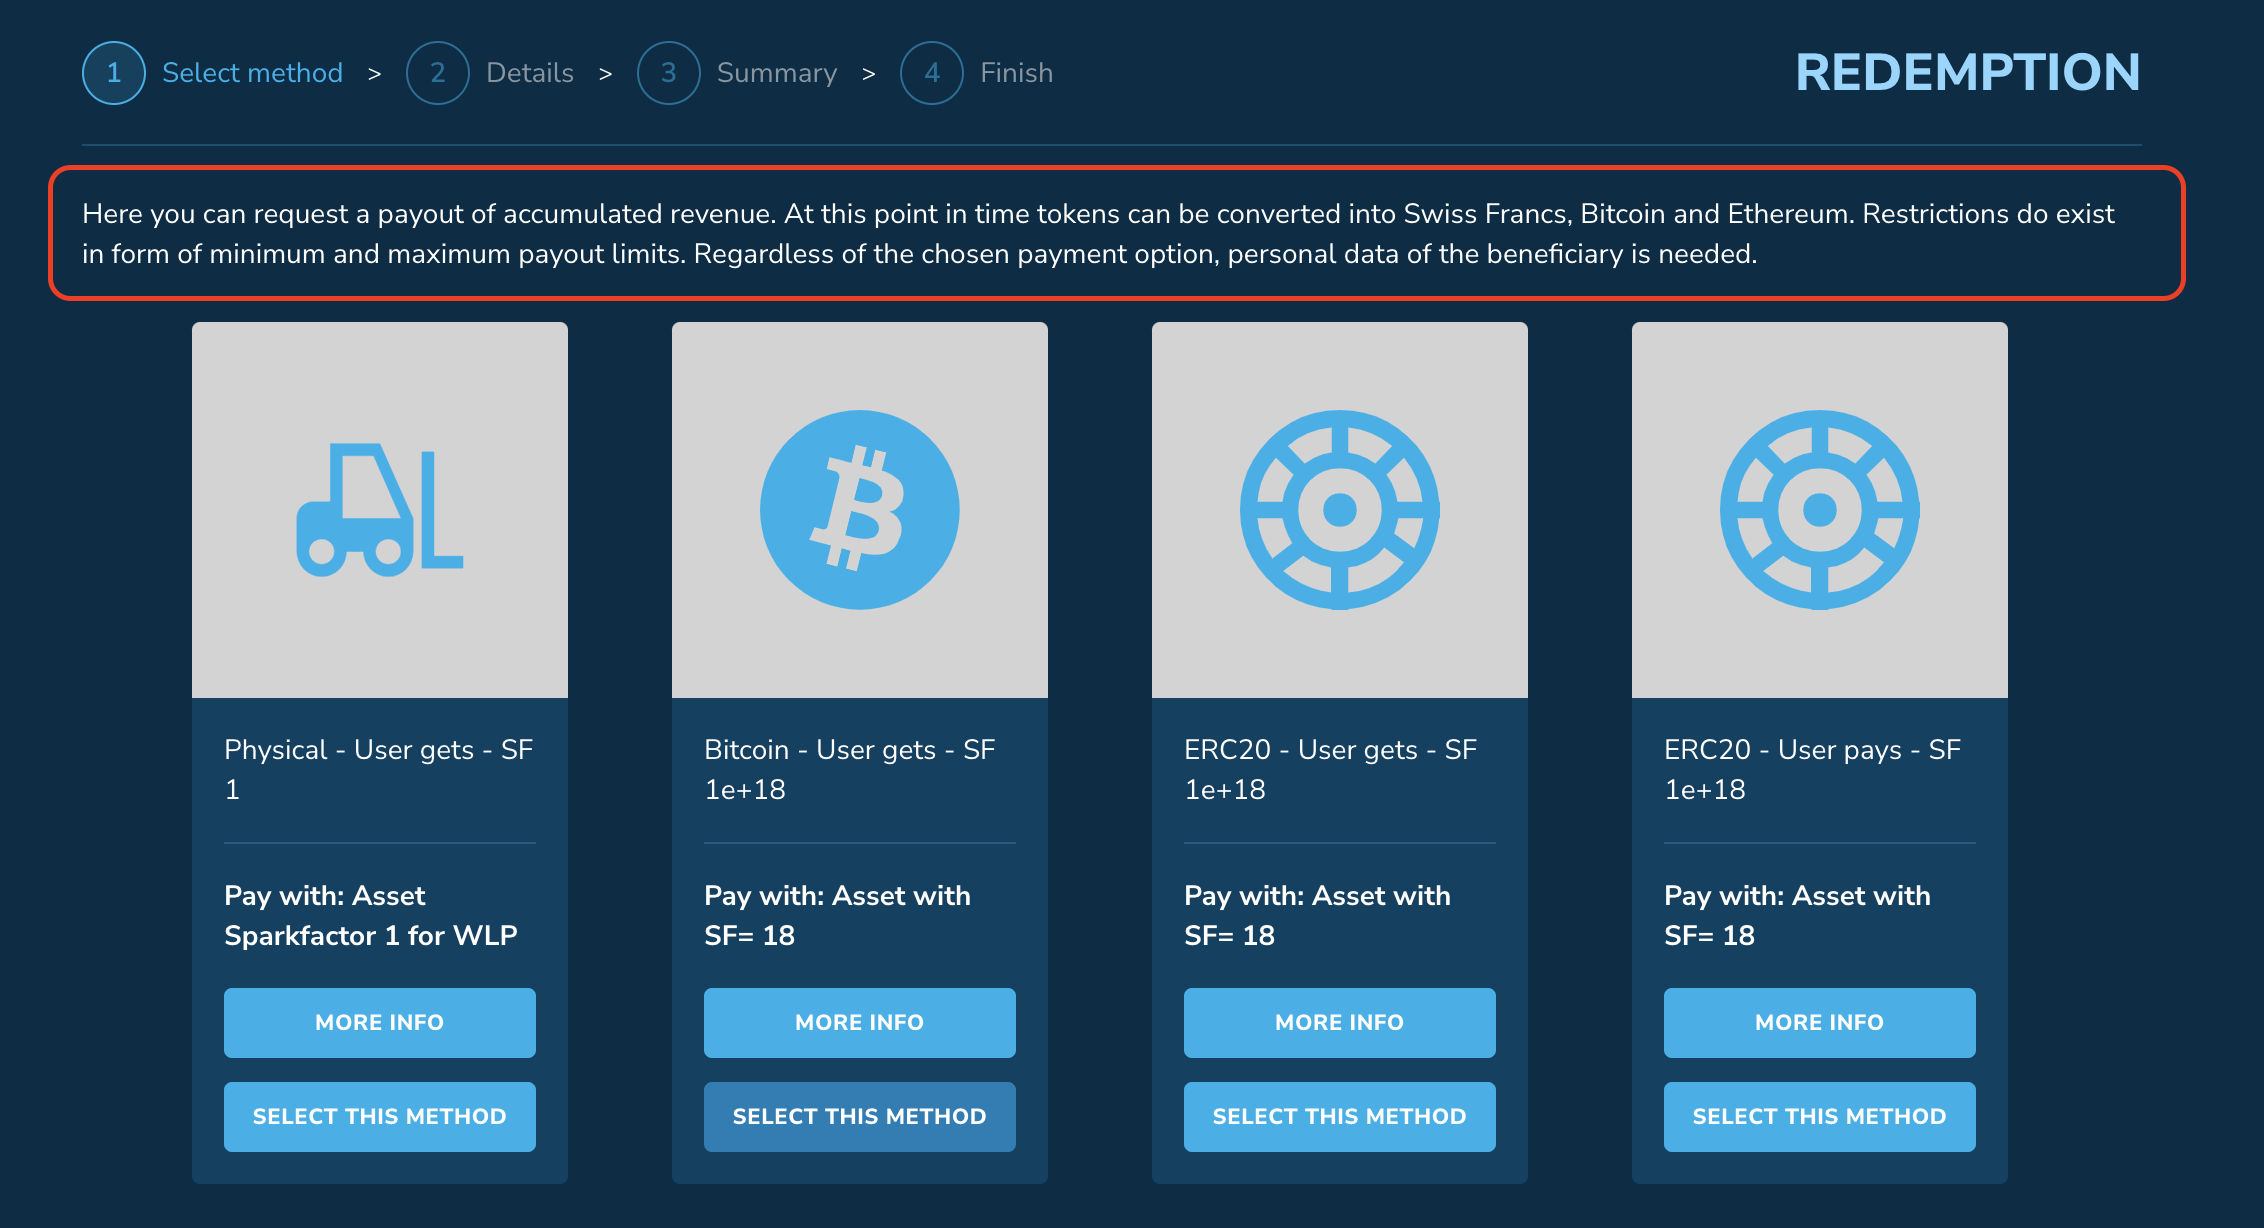 1 Select method > 2 Details > 3 Summary > 4 Finish
REDEMPTION
Here you can request a payout of accumulated revenue. At this point in time tokens can be converted into Swiss Francs, Bitcoin and Ethereum. Restrictions do exist
in form of minimum and maximum payout limits. Regardless of the chosen payment option, personal data of the beneficiary is needed.
Physical - User gets - SF
1
Pay with: Asset
Sparkfactor 1 for WLP
MORE INFO
SELECT THIS METHOD
Bitcoin - User gets - SF
1e+18
Pay with: Asset with
SF= 18
MORE INFO
SELECT THIS METHOD
ERC20 - User gets - SF
1e+18
Pay with: Asset with
SF= 18
MORE INFO
SELECT THIS METHOD
ERC20 - User pays - SF
1e+18
Pay with: Asset with
SF= 18
MORE INFO
SELECT THIS METHOD